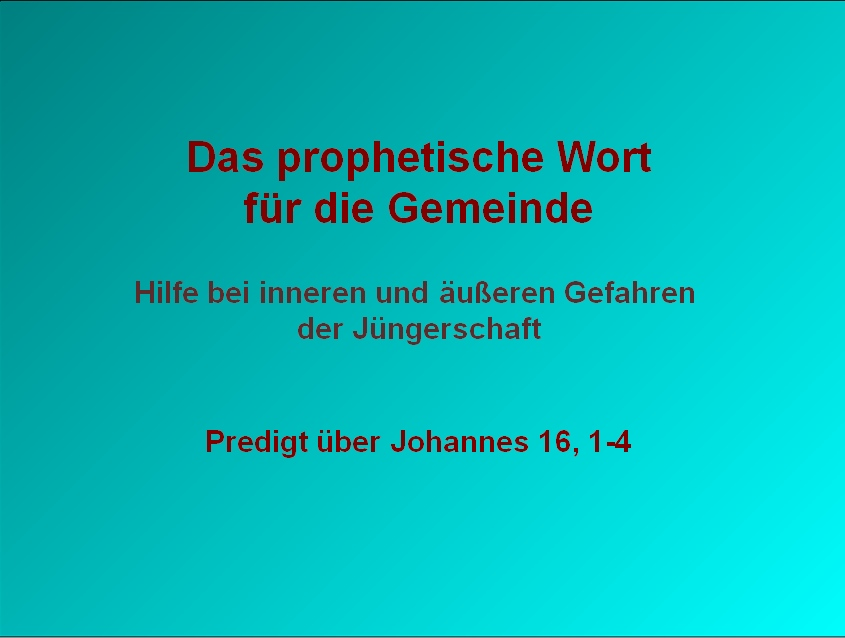 Das prophetische Wort
für die Gemeinde
Hilfe bei inneren und äußeren Gefahren
der Jüngerschaft
Predigt über Johannes 16, 1-4